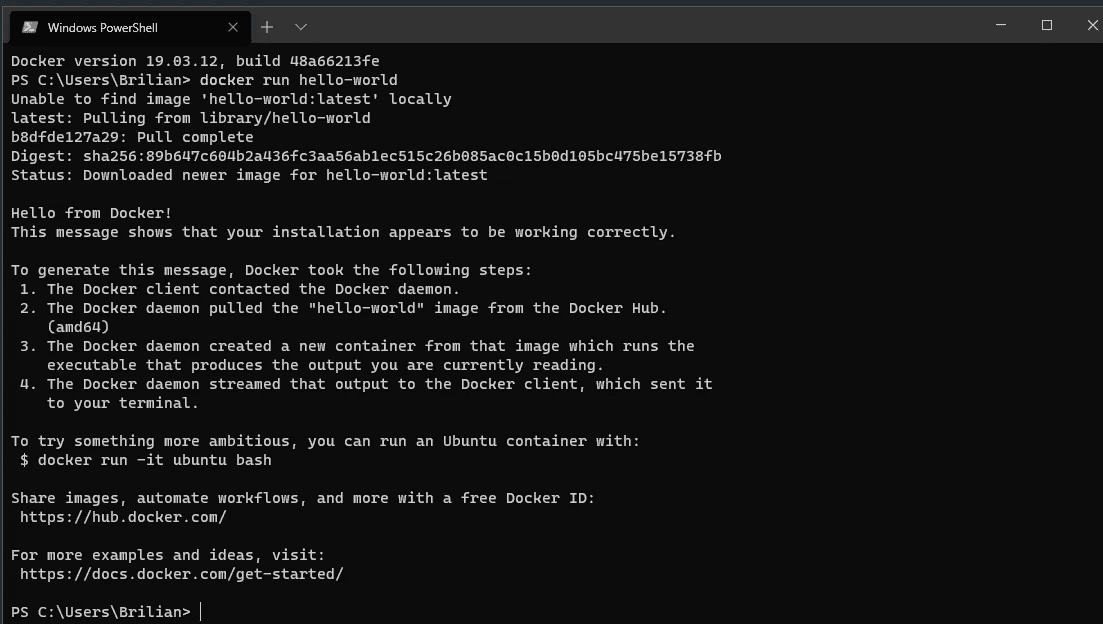 Windows PowerShell
Docker version 19.03.12, build 48a66213fe
PS C:\Users\Brilian> docker run hello-world
Unable to find image 'hello-world:latest' locally
latest: Pulling from library/hello-world
b8dfde127a29: Pull complete
Digest: sha256:89b647c604b2a436fc3aa56ab1ec515c26b085ac0c15b0d105bc475be15738fb
Status: Downloaded newer image for hello-world:latest

Hello from Docker!
This message shows that your installation appears to be working correctly.

To generate this message, Docker took the following steps:
 1. The Docker client contacted the Docker daemon.
 2. The Docker daemon pulled the "hello-world" image from the Docker Hub.
    (amd64)
 3. The Docker daemon created a new container from that image which runs the
    executable that produces the output you are currently reading.
 4. The Docker daemon streamed that output to the Docker client, which sent it
    to your terminal.

To try something more ambitious, you can run an Ubuntu container with:
 $ docker run -it ubuntu bash

Share images, automate workflows, and more with a free Docker ID:
 https://hub.docker.com/

For more examples and ideas, visit:
 https://docs.docker.com/get-started/

PS C:\Users\Brilian>